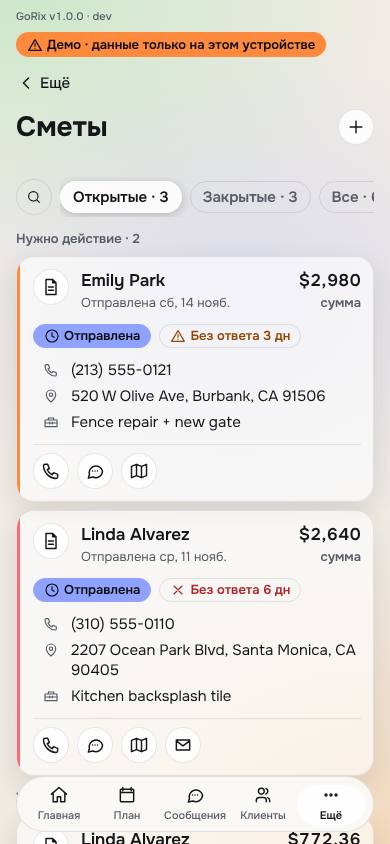 GoRix v1.0.0 · dev
Демо · данные только на этом устройстве
Ещё
Сметы
Открытые · 3
Закрытые · 3
Все ·
Нужно действие · 2
Emily Park
$2,980
Отправлена сб, 14 нояб.
сумма
Отправлена
Без ответа 3 дн
(213) 555-0121
520 W Olive Ave, Burbank, CA 91506
Fence repair + new gate
Linda Alvarez
$2,640
Отправлена ср, 11 нояб.
сумма
Отправлена
Без ответа 6 дн
(310) 555-0110
2207 Ocean Park Blvd, Santa Monica, CA
90405
Kitchen backsplash tile
Главная
План
Сообщения
Клиенты
Ещё
Linda Alvarez
$772.36